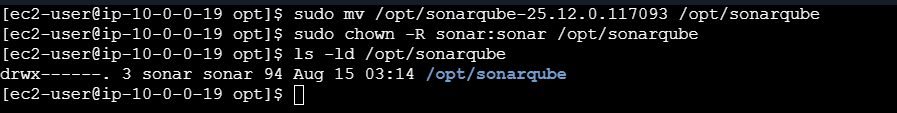 [ec2-user@ip-10-0-0-19 opt]$ sudo mv /opt/sonarqube-25.12.0.117093 /opt/sonarqube
[ec2-user@ip-10-0-0-19 opt]$ sudo chown -R sonar:sonar /opt/sonarqube
[ec2-user@ip-10-0-0-19 opt]$ ls -ld /opt/sonarqube
drwx------. 3 sonar sonar 94 Aug 15 03:14 /opt/sonarqube
[ec2-user@ip-10-0-0-19 opt]$